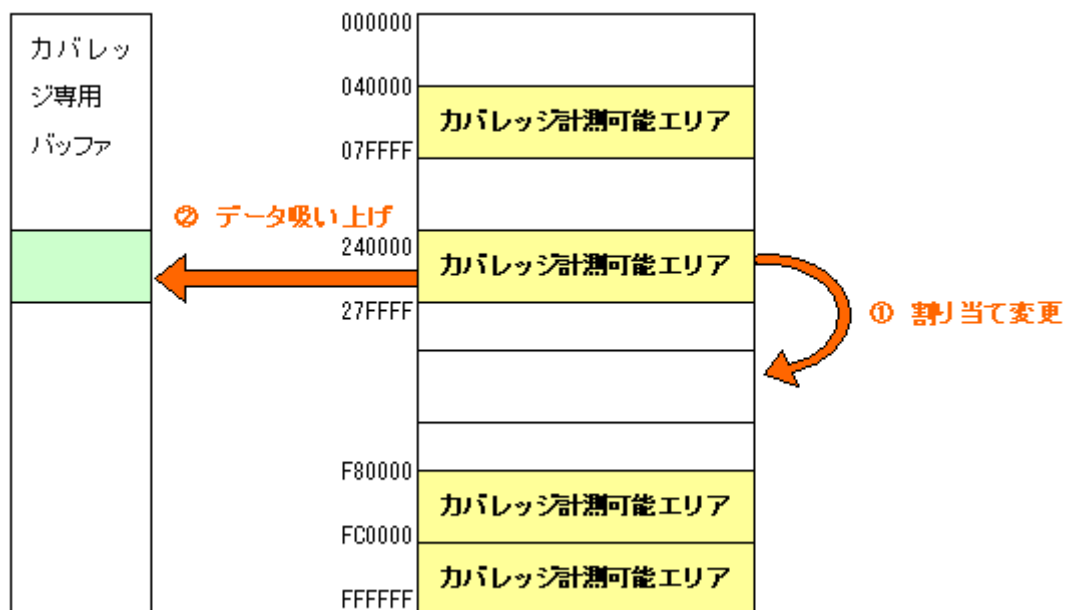 カバレッ
ジ専用
バッファ
000000
040000
カバレッジ計測可能エリア
07FFFF
② データ吸い上げ
240000
カバレッジ計測可能エリア
27FFFF
① 割り当て変更
F80000
カバレッジ計測可能エリア
FC0000
カバレッジ計測可能エリア
FFFFFF